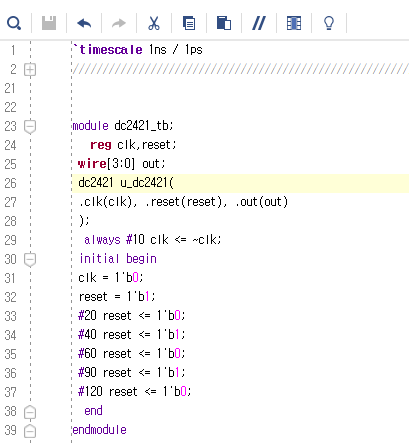 1 `timescale 1ns / 1ps
2 //////////////////////////////////////////////////////////
21
22
23 module dc2421_tb;
24 reg clk,reset;
25 wire[3:0] out;
26 dc2421 u_dc2421(
27 .clk(clk), .reset(reset), .out(out)
28 );
29 always #10 clk <= ~clk;
30 initial begin
31 clk = 1'b0;
32 reset = 1'b1;
33 #20 reset <= 1'b0;
34 #40 reset <= 1'b1;
35 #60 reset <= 1'b0;
36 #90 reset <= 1'b1;
37 #120 reset <= 1'b0;
38 end
39 endmodule